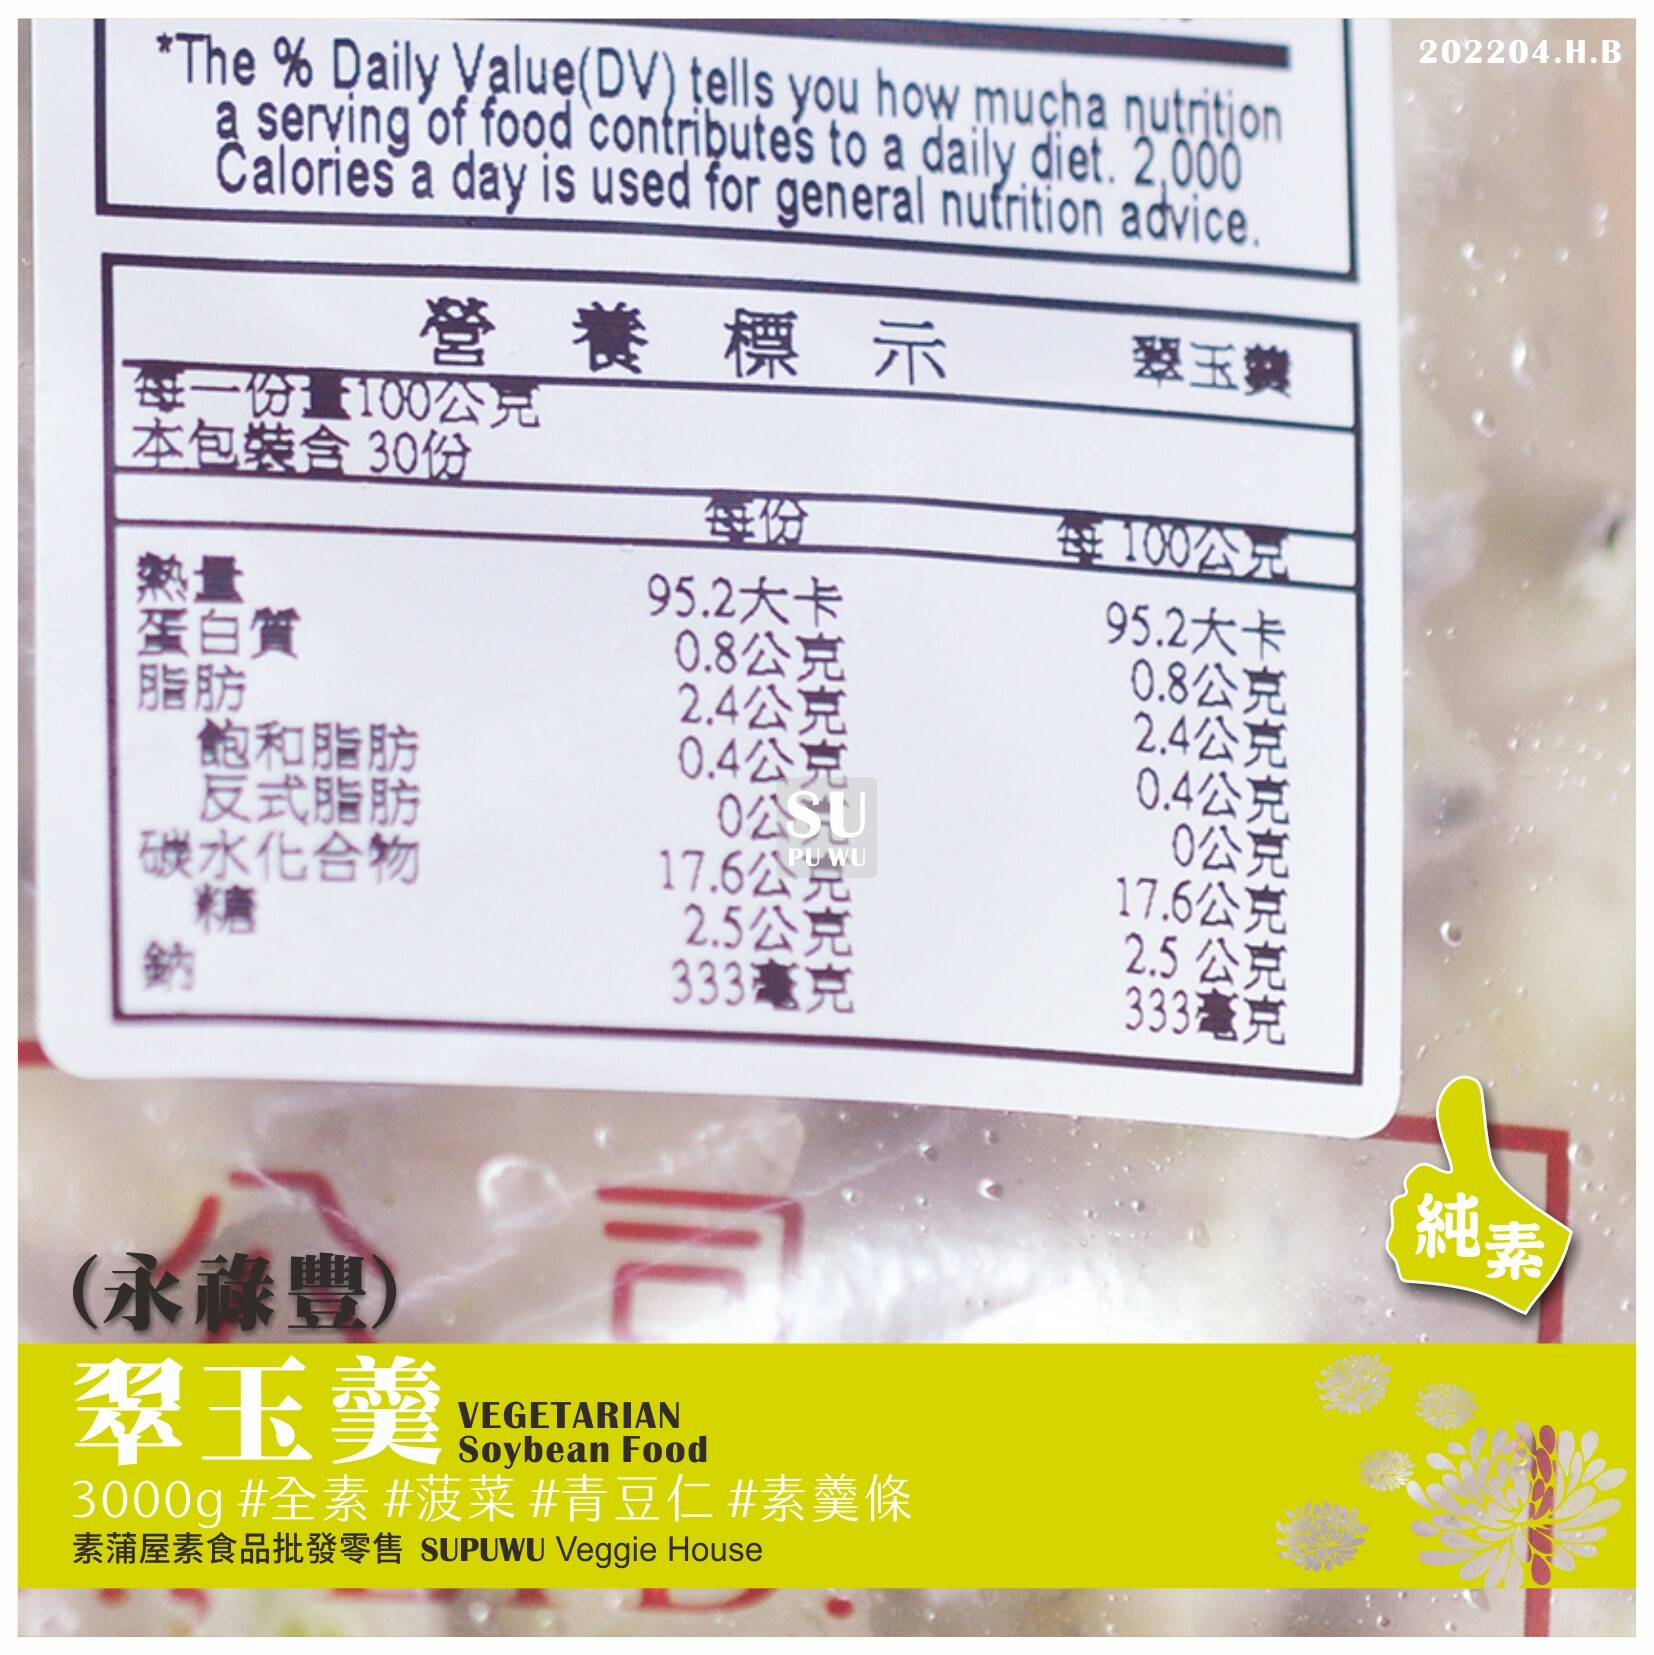 202204.H.B
*The % Daily Value(DV) tells you how mucha nutrition
a serving of food contributes to a daily diet. 2,000
Calories a day is used for general nutrition advice.
營養標示 翠玉羹
每一份量100公克
本包裝含 30份
每份 每 100公克
熱量 95.2大卡 95.2大卡
蛋白質 0.8公克 0.8公克
脂肪 2.4公克 2.4公克
飽和脂肪 0.4公克 0.4公克
反式脂肪 0公克 0公克
碳水化合物 17.6公克 17.6公克
糖 2.5公克 2.5 公克
鈉 333毫克 333毫克
SU
PU WU
公司
純素
(永祿豐)
翠玉羹 VEGETARIAN
Soybean Food
3000g #全素 #菠菜 #青豆仁 #素羹條
素蒲屋素食品批發零售 SUPUWU Veggie House